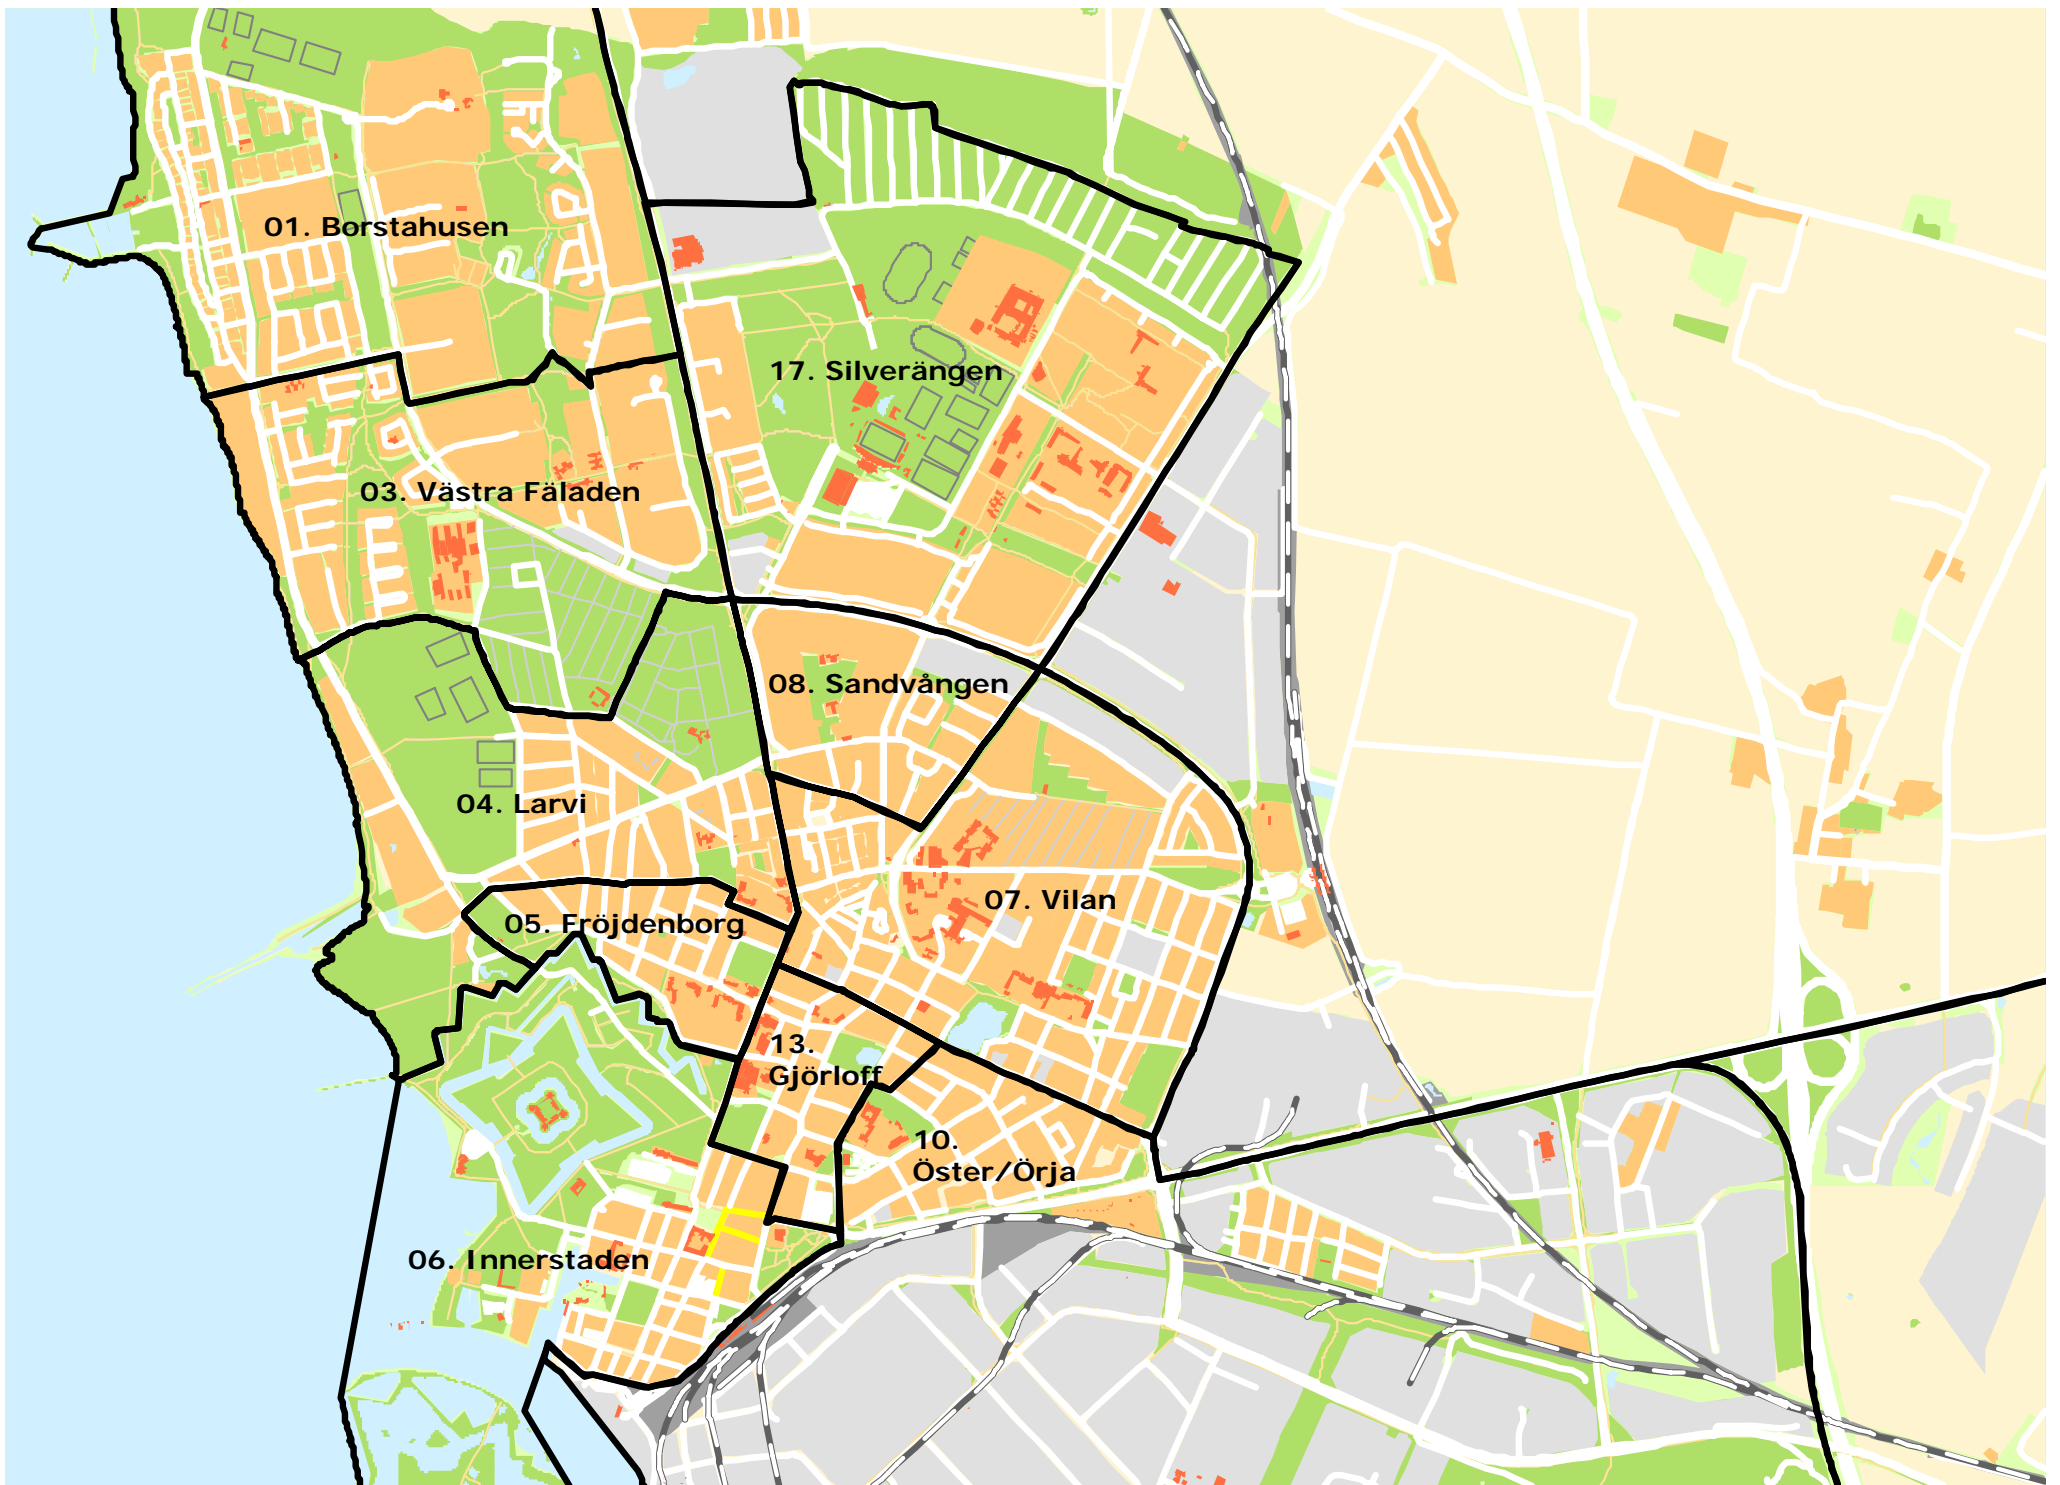 01. Borstahusen
17. Silverängen
03. Västra Fäladen
08. Sandvången
04. Larvi
07. Vilan
05. Fröjdenborg
13.
Gjörloff
10.
Öster/Örja
06. Innerstaden